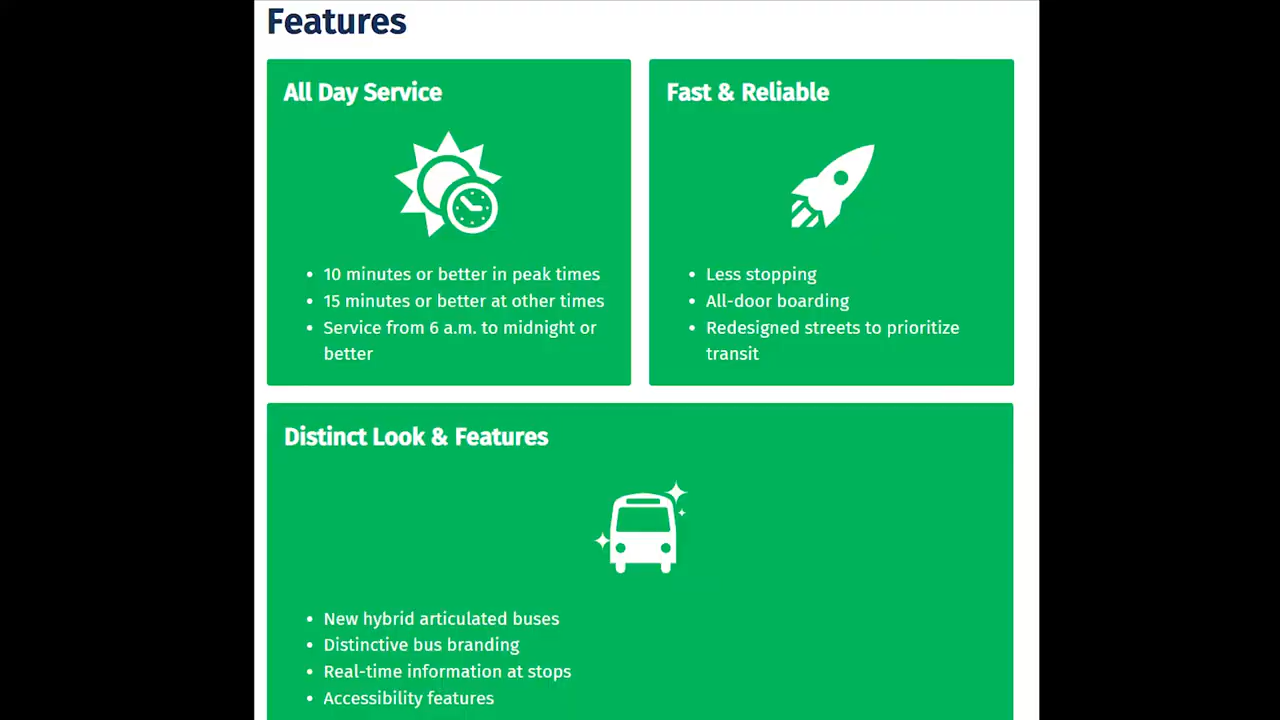 Features
All Day Service
• 10 minutes or better in peak times
• 15 minutes or better at other times
• Service from 6 a.m. to midnight or
better
Fast & Reliable
• Less stopping
• All-door boarding
• Redesigned streets to prioritize
transit
Distinct Look & Features
• New hybrid articulated buses
• Distinctive bus branding
• Real-time information at stops
• Accessibility features